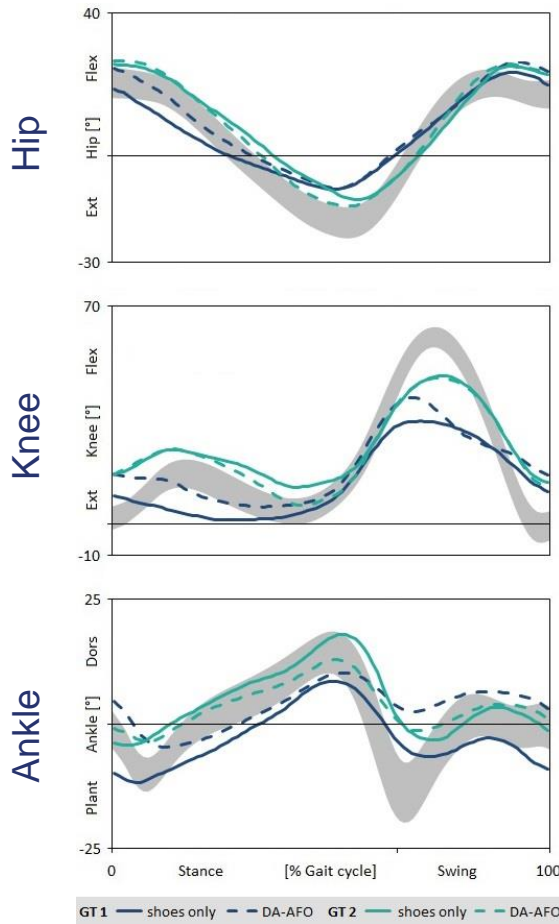 Hip
40
Flex
Hip [°]
Ext
-30
Knee
70
Flex
Knee [°]
Ext
-10
Ankle
25
Dors
Ankle [°]
Plant
-25
0 Stance [% Gait cycle] Swing 100
GT 1 shoes only DA-AFO GT 2 shoes only DA-AFO